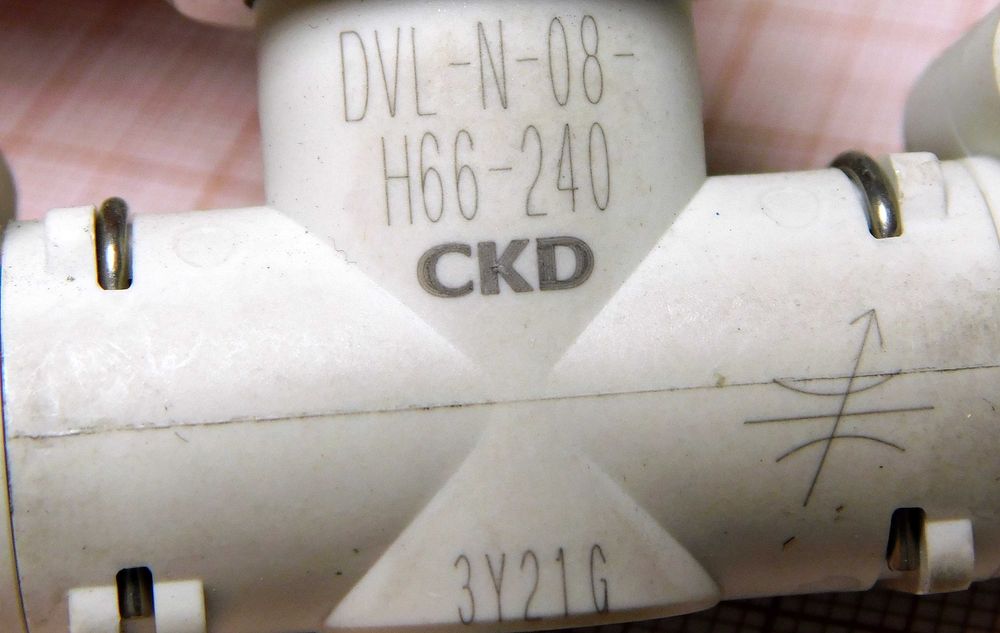 DVL-N-08-
H66-240
CKD
3Y21G